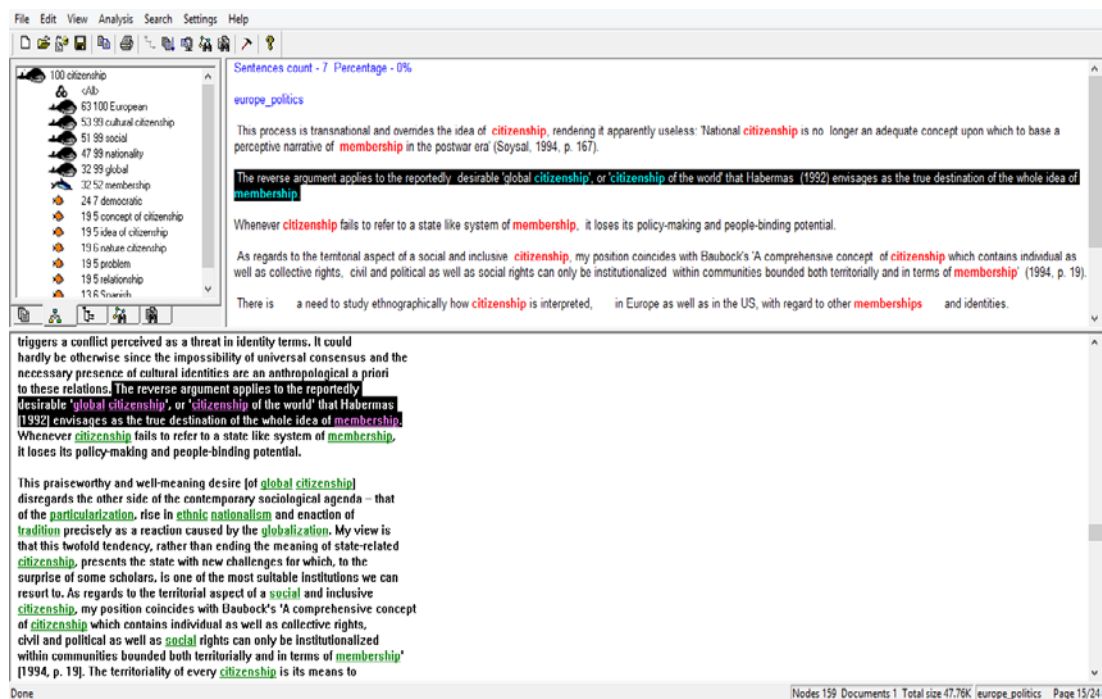 File Edit View Analysis Search Settings Help
100 citizenship
<All>
63 100 European
53 99 cultural citizenship
51 99 social
47 99 nationality
32 99 global
32 52 membership
24 7 democratic
19 5 concept of citizenship
19 5 idea of citizenship
19 6 nature citizenship
19 5 problem
19 5 relationship
13 6 Spanish
Sentences count - 7 Percentage - 0%
europe_politics
This process is transnational and overrides the idea of citizenship, rendering it apparently useless: 'National citizenship is no longer an adequate concept upon which to base a
perceptive narrative of membership in the postwar era' (Soysal, 1994, p. 167).
The reverse argument applies to the reportedly desirable 'global citizenship', or 'citizenship of the world' that Habermas (1992) envisages as the true destination of the whole idea of
membership.
Whenever citizenship fails to refer to a state like system of membership, it loses its policy-making and people-binding potential.
As regards to the territorial aspect of a social and inclusive citizenship, my position coincides with Baubock's 'A comprehensive concept of citizenship which contains individual as
well as collective rights, civil and political as well as social rights can only be institutionalized within communities bounded both territorially and in terms of membership' (1994, p. 19).
There is a need to study ethnographically how citizenship is interpreted, in Europe as well as in the US, with regard to other memberships and identities.
triggers a conflict perceived as a threat in identity terms. It could
hardly be otherwise since the impossibility of universal consensus and the
necessary presence of cultural identities are an anthropological a priori
to these relations. The reverse argument applies to the reportedly
desirable 'global citizenship', or 'citizenship of the world' that Habermas
(1992) envisages as the true destination of the whole idea of membership.
Whenever citizenship fails to refer to a state like system of membership,
it loses its policy-making and people-binding potential.
This praiseworthy and well-meaning desire [of global citizenship]
disregards the other side of the contemporary sociological agenda – that
of the particularization, rise in ethnic nationalism and enaction of
tradition precisely as a reaction caused by the globalization. My view is
that this twofold tendency, rather than ending the meaning of state-related
citizenship, presents the state with new challenges for which, to the
surprise of some scholars, is one of the most suitable institutions we can
resort to. As regards to the territorial aspect of a social and inclusive
citizenship, my position coincides with Baubock's 'A comprehensive concept
of citizenship which contains individual as well as collective rights,
civil and political as well as social rights can only be institutionalized
within communities bounded both territorially and in terms of membership'
(1994, p. 19). The territoriality of every citizenship is its means to
Done
Nodes 159 Documents 1 Total size 47.76K europe_politics Page 15/24